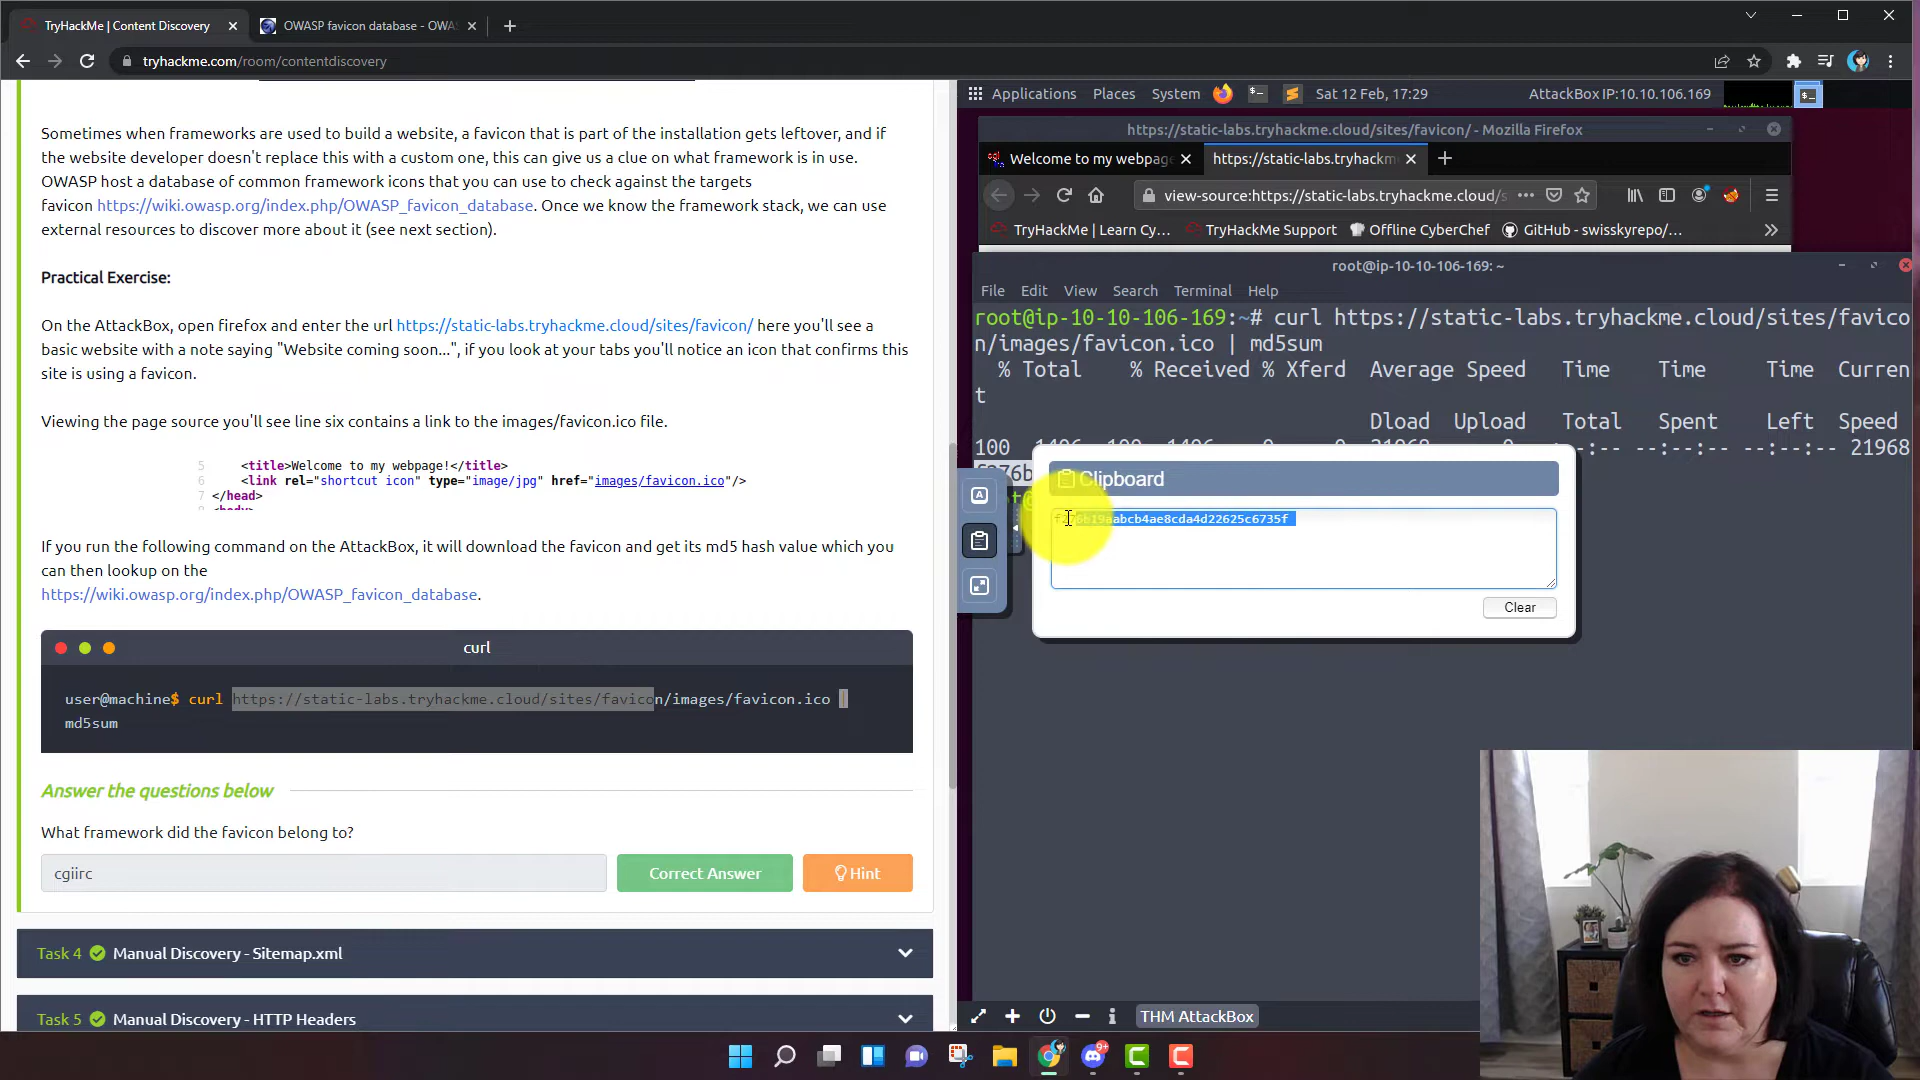 TryHackMe | Content Discovery
OWASP favicon database - OWAS
tryhackme.com/room/contentdiscovery
Sometimes when frameworks are used to build a website, a favicon that is part of the installation gets leftover, and if
the website developer doesn't replace this with a custom one, this can give us a clue on what framework is in use.
OWASP host a database of common framework icons that you can use to check against the targets
favicon https://wiki.owasp.org/index.php/OWASP_favicon_database. Once we know the framework stack, we can use
external resources to discover more about it (see next section).
Practical Exercise:
On the AttackBox, open firefox and enter the url https://static-labs.tryhackme.cloud/sites/favicon/ here you'll see a
basic website with a note saying "Website coming soon...", if you look at your tabs you'll notice an icon that confirms this
site is using a favicon.
Viewing the page source you'll see line six contains a link to the images/favicon.ico file.
5 <title>Welcome to my webpage!</title>
6 <link rel="shortcut icon" type="image/jpg" href="images/favicon.ico"/>
7 </head>
8 <body>
If you run the following command on the AttackBox, it will download the favicon and get its md5 hash value which you
can then lookup on the
https://wiki.owasp.org/index.php/OWASP_favicon_database.
curl
user@machine$ curl https://static-labs.tryhackme.cloud/sites/favicon/images/favicon.ico |
md5sum
Answer the questions below
What framework did the favicon belong to?
cgiirc
Correct Answer
Hint
Task 4 Manual Discovery - Sitemap.xml
Task 5 Manual Discovery - HTTP Headers
Applications Places System Sat 12 Feb, 17:29 AttackBox IP:10.10.106.169
https://static-labs.tryhackme.cloud/sites/favicon/ - Mozilla Firefox
Welcome to my webpag
https://static-labs.tryhackm
view-source:https://static-labs.tryhackme.cloud/s
TryHackMe | Learn Cy... TryHackMe Support Offline CyberChef GitHub - swisskyrepo/...
root@ip-10-10-106-169: ~
File Edit View Search Terminal Help
root@ip-10-10-106-169:~# curl https://static-labs.tryhackme.cloud/sites/favico
n/images/favicon.ico | md5sum
% Total % Received % Xferd Average Speed Time Time Time Curren
t
Dload Upload Total Spent Left Speed
100 1406 100 1406 0 0 21968 0 --:--:-- --:--:-- --:--:-- 21968
f276b
Clipboard
f276b19aabcb4ae8cda4d22625c6735f
Clear
THM AttackBox
9+